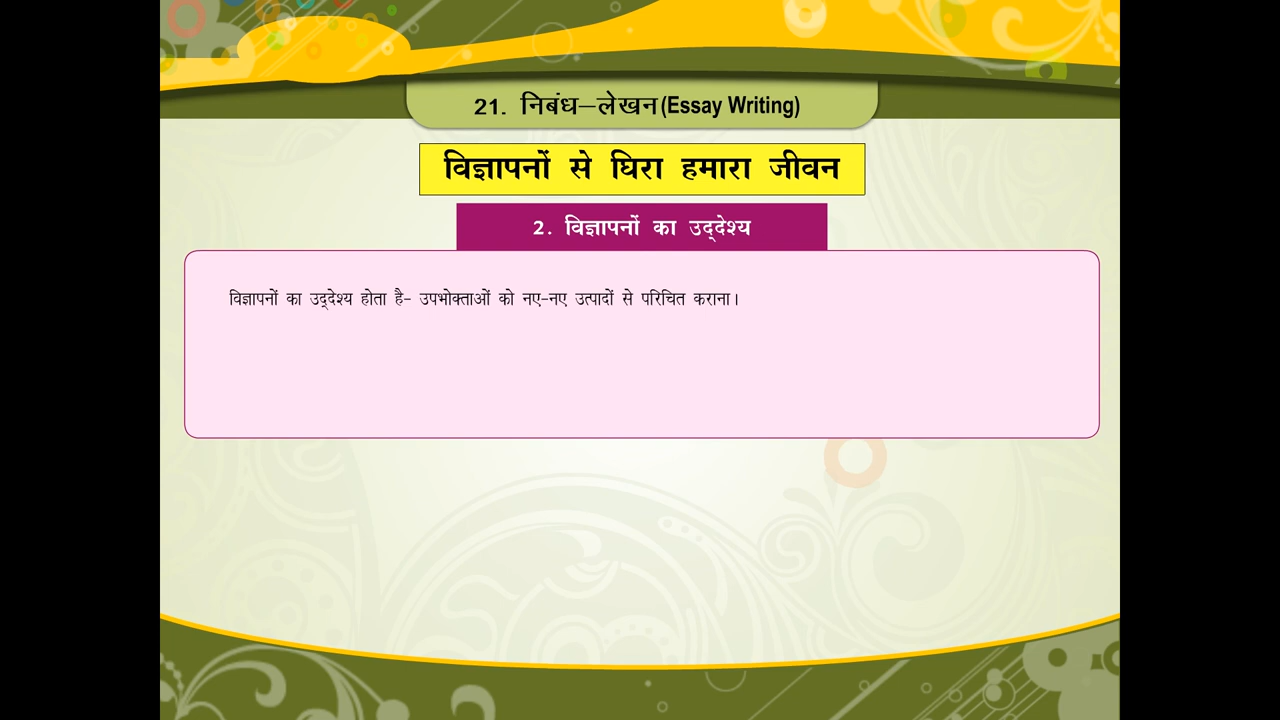 21. निबंध–लेखन(Essay Writing)
विज्ञापनों से घिरा हमारा जीवन
2. विज्ञापनों का उद्‌देश्य
विज्ञापनों का उद्‌देश्य होता है- उपभोक्ताओं को नए-नए उत्पादों से परिचित कराना।